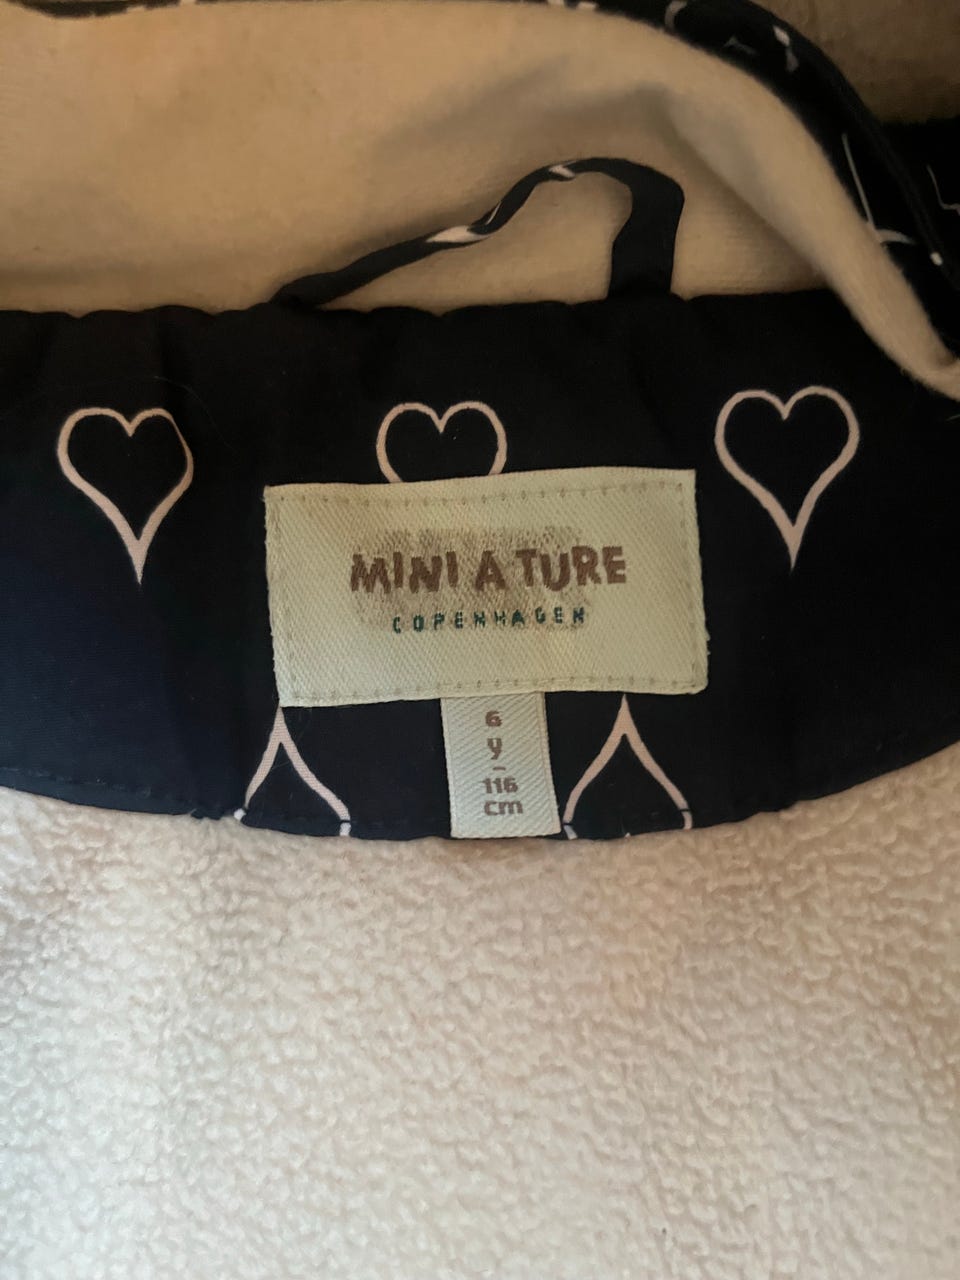 MINI A TURE
COPENHAGEN
6
y
-
116
cm